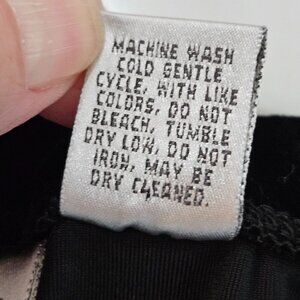 MACHINE WASH
COLD GENTLE
CYCLE, WITH LIKE
COLORS, DO NOT
BLEACH, TUMBLE
DRY LOW, DO NOT
IRON, MAY BE
DRY CLEANED.